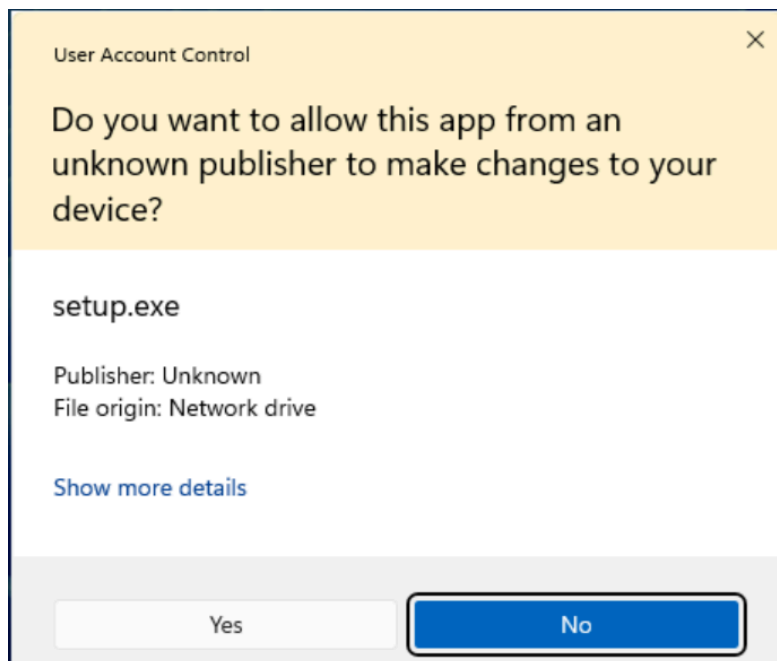 User Account Control
Do you want to allow this app from an
unknown publisher to make changes to your
device?
setup.exe
Publisher: Unknown
File origin: Network drive
Show more details
Yes No